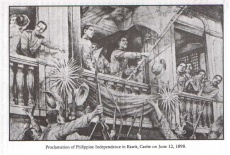 Proclamation of Philippine Independence in Kawit, Cavite on June 12, 1898.